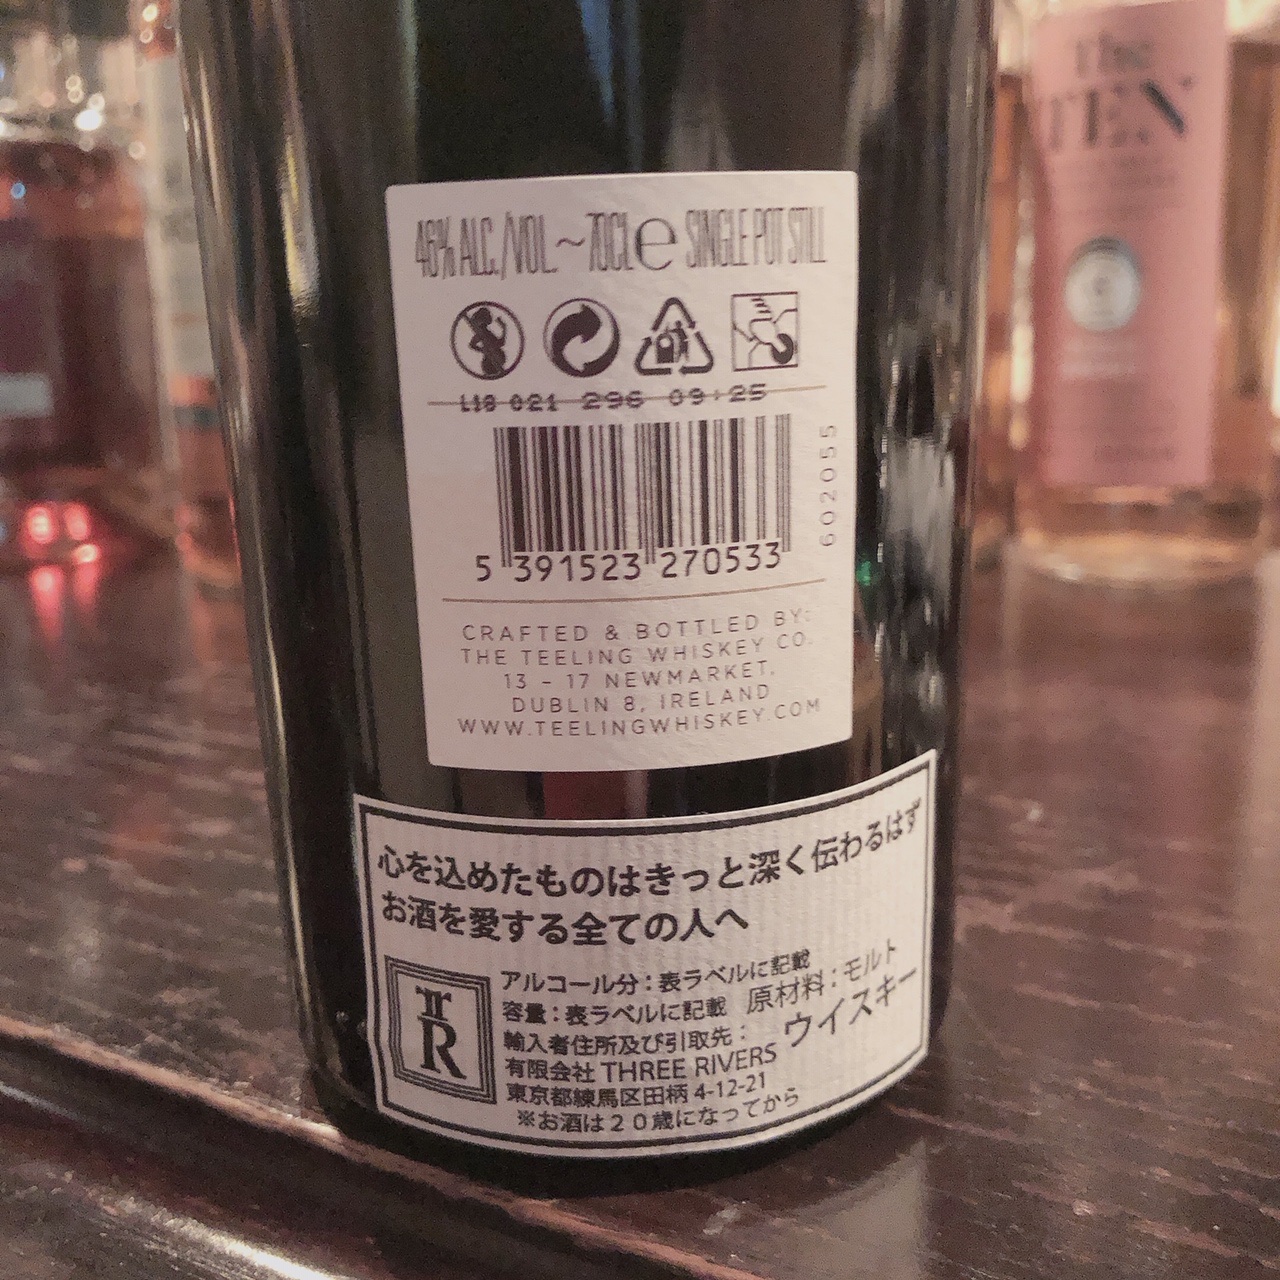 46% ALC./VOL. ~ 70CL e SINGLE POT STILL
L18 021 296 09:25
602055
5 391523 270533
CRAFTED & BOTTLED BY:
THE TEELING WHISKEY CO.
13 - 17 NEWMARKET,
DUBLIN 8, IRELAND
WWW.TEELINGWHISKEY.COM
心を込めたものはきっと深く伝わるはず
お酒を愛する全ての人へ
TR
アルコール分:表ラベルに記載
容量:表ラベルに記載 原材料:モルト
輸入者住所及び引取先: ウイスキー
有限会社 THREE RIVERS
東京都練馬区田柄 4-12-21
※お酒は20歳になってから
the
TEN